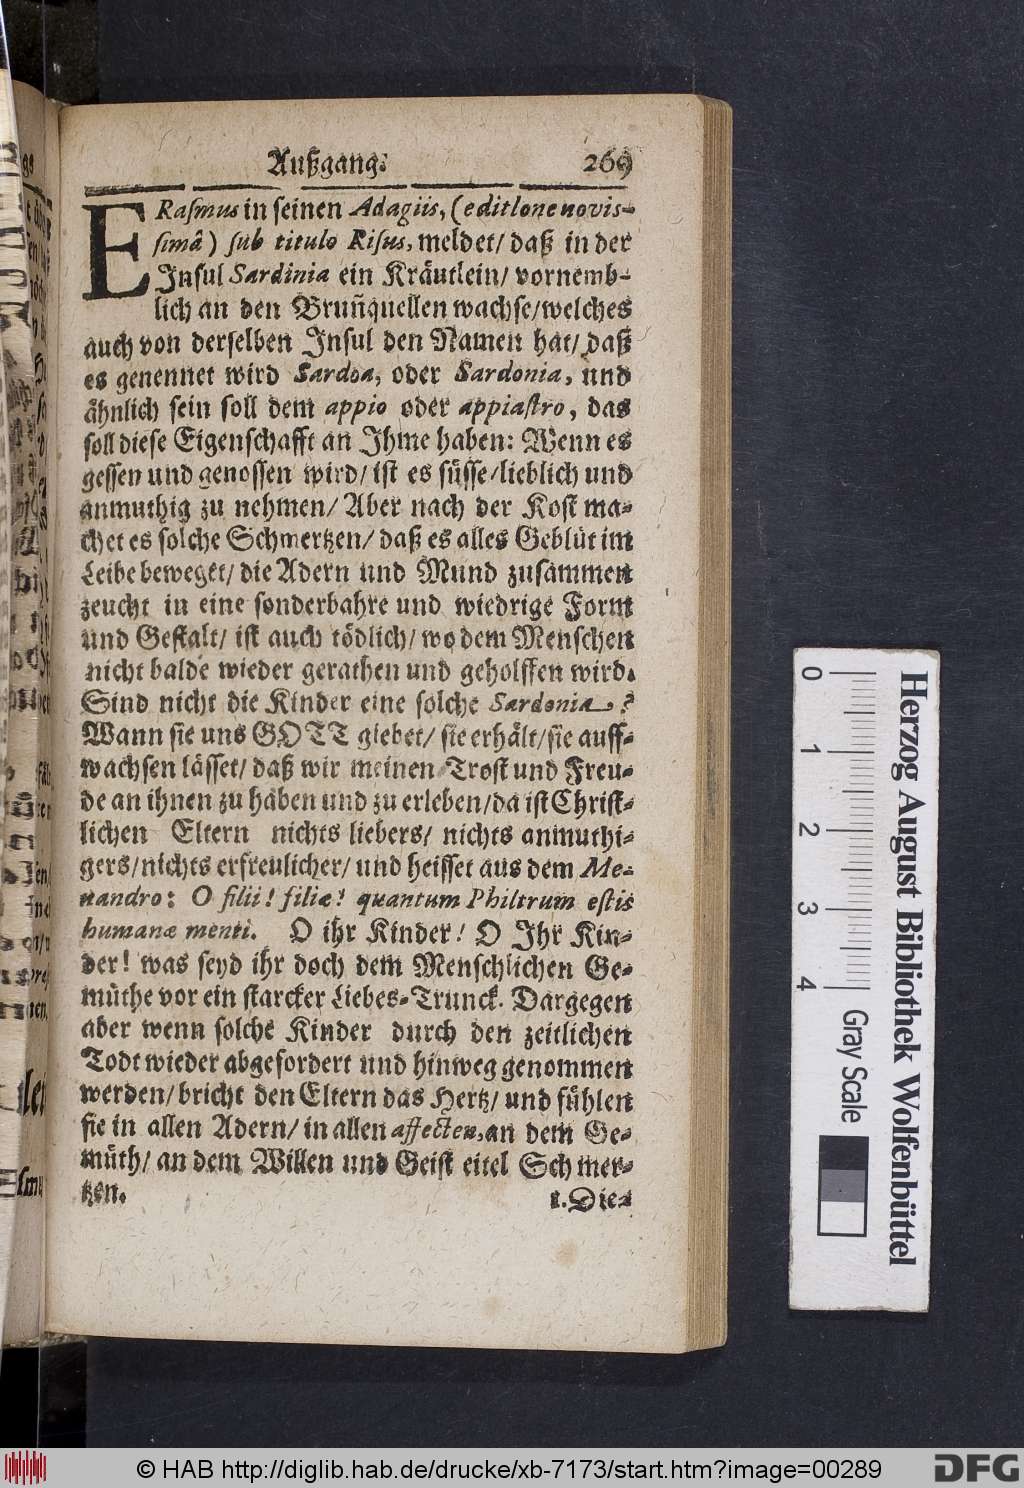 Außgang. 269
ERasmus in seinen Adagiis, (editione novis-
simâ) sub titulo Risus, meldet/ daß in der
Insul Sardinia ein Kräutlein/ vornemb-
lich an den Bruñquellen wachse/welches
auch von derselben Insul den Namen hat/ daß
es genennet wird Sardoa, oder Sardonia, und
ähnlich sein soll dem appio oder appiastro, das
soll diese Eigenschafft an Ihme haben: Wenn es
gessen und genossen wird/ ist es süsse/lieblich und
anmuthig zu nehmen/ Aber nach der Kost ma-
chet es solche Schmertzen/ daß es alles Geblüt im
Leibe beweget/ die Adern und Mund zusammen
zeucht in eine sonderbahre und wiedrige Form
und Gestalt/ ist auch tödlich/ wo dem Menschen
nicht balde wieder gerathen und geholffen wird.
Sind nicht die Kinder eine solche Sardonia?
Wann sie uns GOTT giebet/ sie erhält/sie auff-
wachsen lässet/ daß wir meinen Trost und Freu-
de an ihnen zu haben und zu erleben/da ist Christ-
lichen Eltern nichts liebers/ nichts anmuthi-
gers/nichts erfreulicher/ und heisset aus dem Me-
nandro: O filii! filiæ! quantum Philtrum estis
humanæ menti. O ihr Kinder! O Ihr Kin-
der! was seyd ihr doch dem Menschlichen Ge-
müthe vor ein starcker Liebes-Trunck. Dargegen
aber wenn solche Kinder durch den zeitlichen
Todt wieder abgefordert und hinweg genommen
werden/ bricht den Eltern das Hertz/ und fühlen
sie in allen Adern/ in allen affecten, an dem Ge-
müth/ an dem Willen und Geist eitel Schmer-
tzen.
1. Die-
0 1 2 3 4 Gray Scale
Herzog August Bibliothek Wolfenbüttel
© HAB http://diglib.hab.de/drucke/xb-7173/start.htm?image=00289
DFG